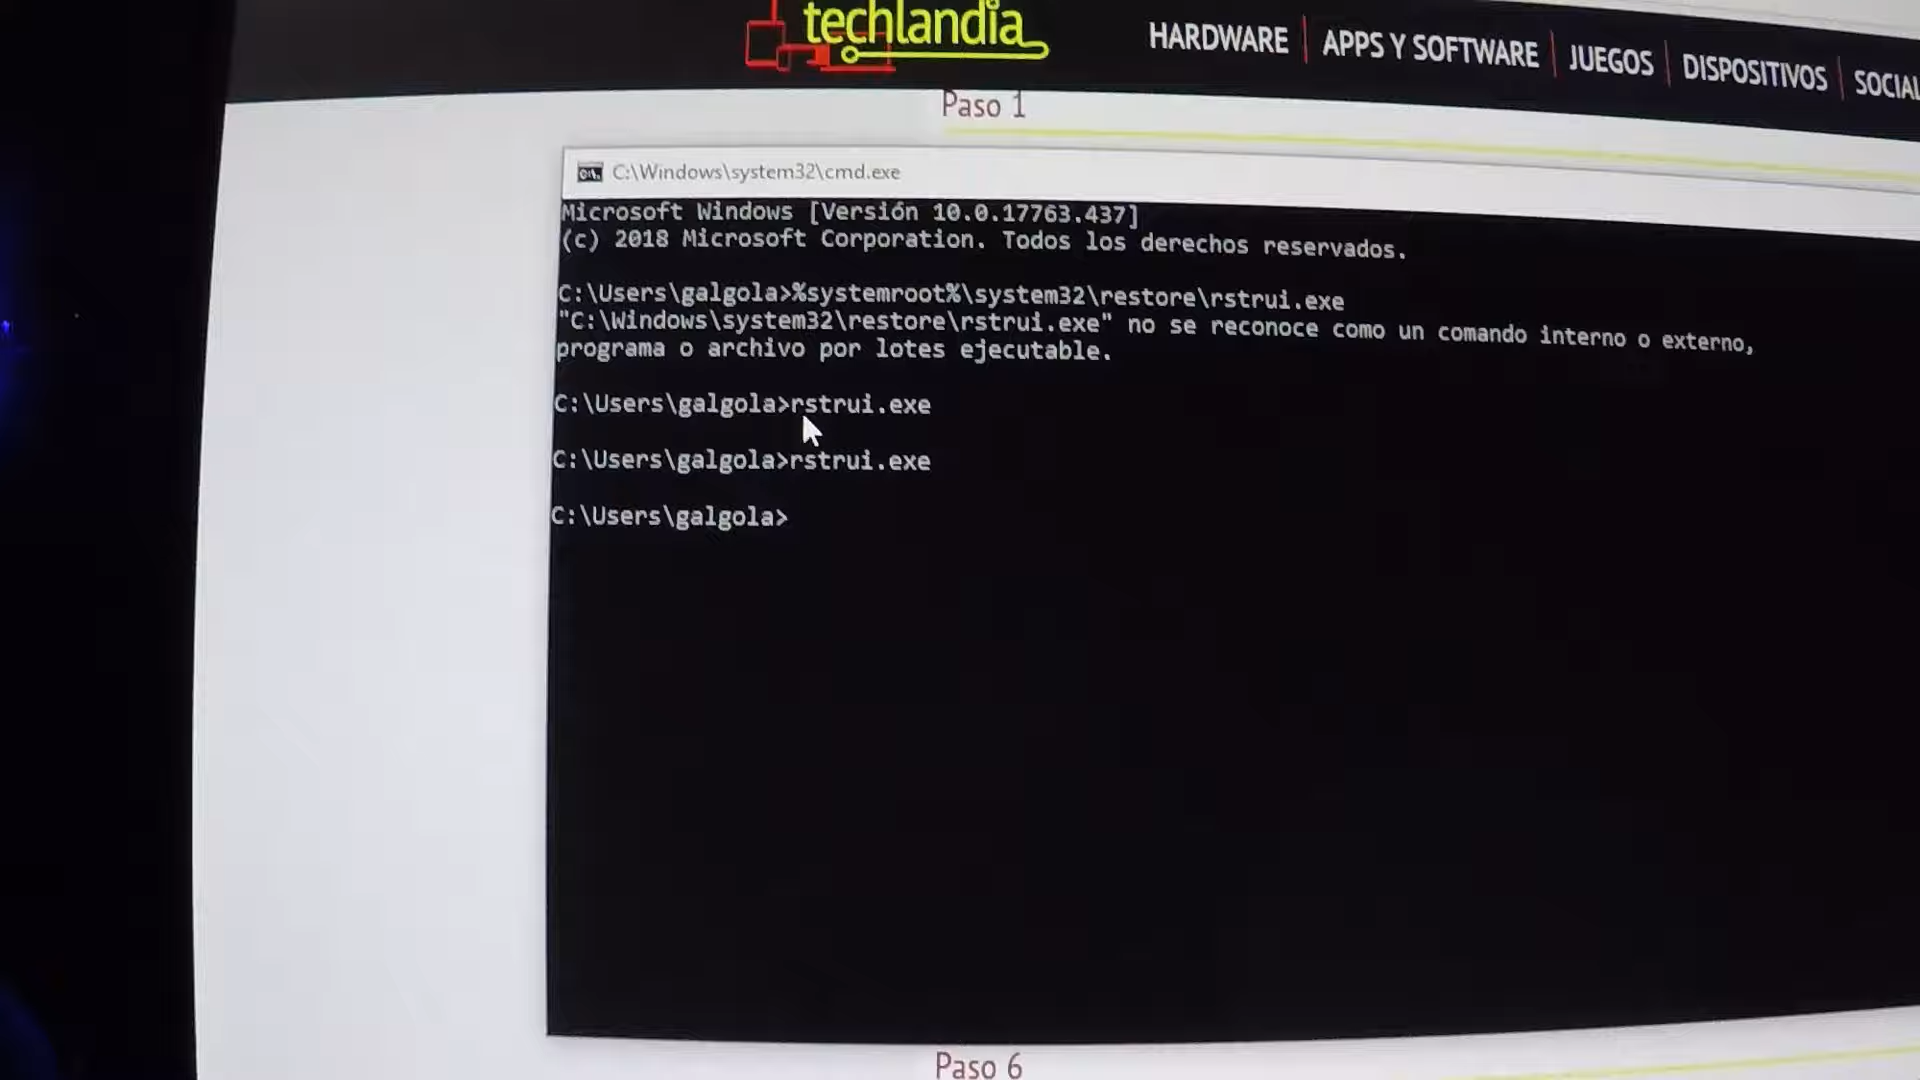 techlandia
HARDWARE
APPS Y SOFTWARE
JUEGOS
DISPOSITIVOS
SOCIAL
Paso 1
C:\Windows\system32\cmd.exe
Microsoft Windows [Versión 10.0.17763.437]
(c) 2018 Microsoft Corporation. Todos los derechos reservados.
C:\Users\galgola>%systemroot%\system32\restore\rstrui.exe
"C:\Windows\system32\restore\rstrui.exe" no se reconoce como un comando interno o externo,
programa o archivo por lotes ejecutable.
C:\Users\galgola>rstrui.exe
C:\Users\galgola>rstrui.exe
C:\Users\galgola>
Paso 6